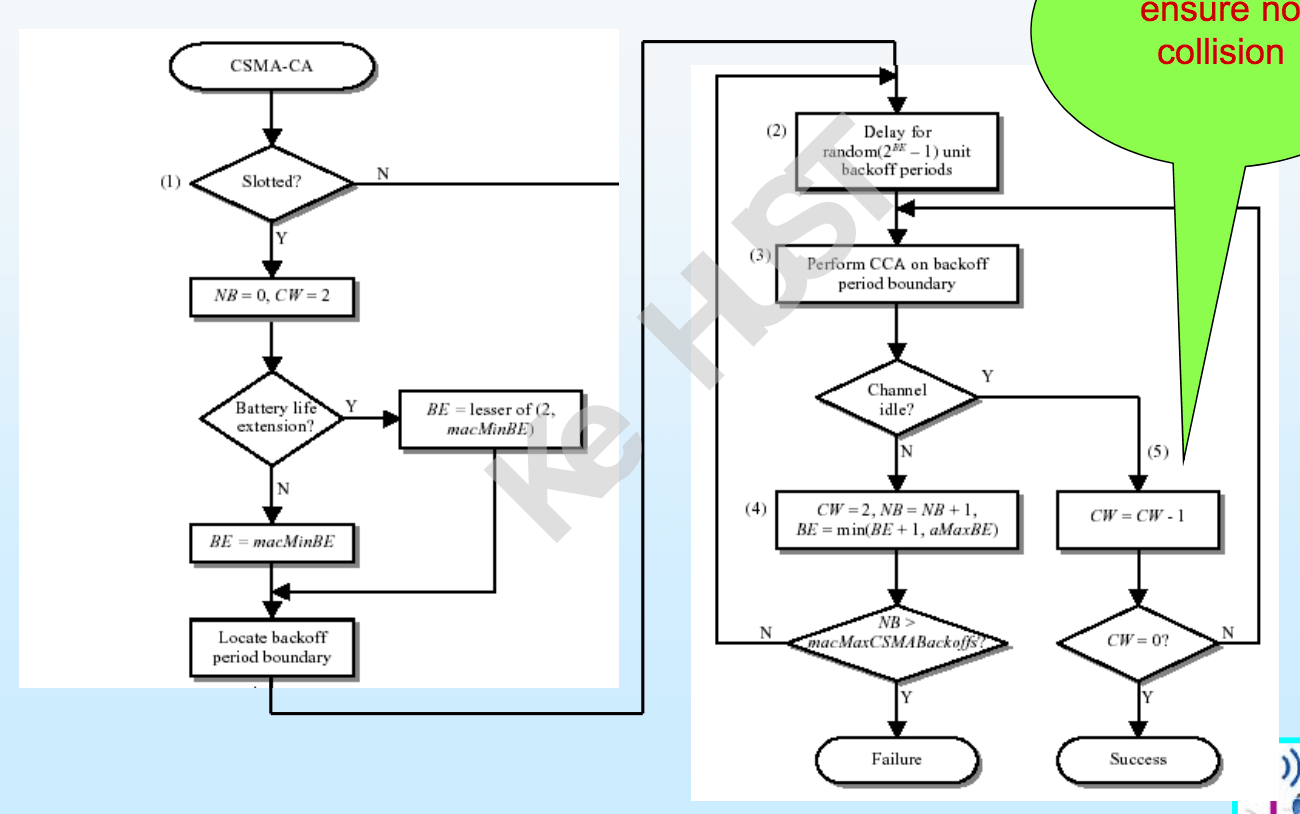 ensure no
collision
CSMA-CA
(1)
Slotted?
N
Y
NB = 0, CW = 2
Battery life
extension?
Y
BE = lesser of (2,
macMinBE)
N
BE = macMinBE
Locate backoff
period boundary
(2)
Delay for
random(2^BE – 1) unit
backoff periods
(3)
Perform CCA on backoff
period boundary
Channel
idle?
Y
N
(4)
CW = 2, NB = NB + 1,
BE = min(BE + 1, aMaxBE)
(5)
CW = CW - 1
NB >
macMaxCSMABackoffs?
N
Y
CW = 0?
N
Y
Failure
Success
Ke HUST